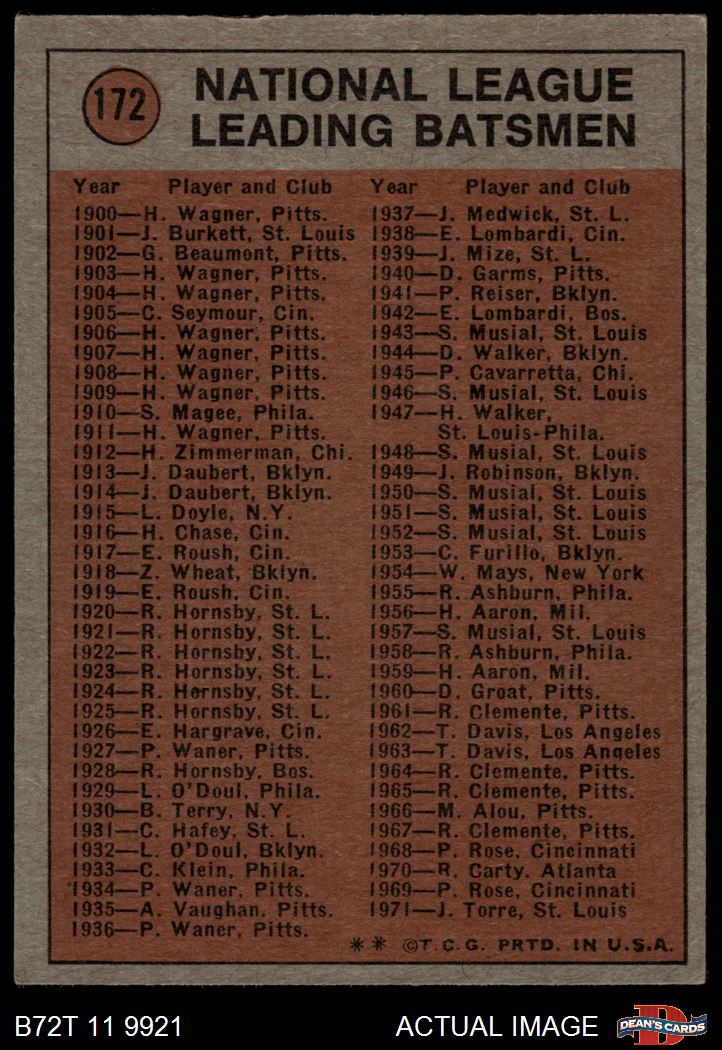 172
NATIONAL LEAGUE
LEADING BATSMEN
Year Player and Club
1900—H. Wagner, Pitts.
1901—J. Burkett, St. Louis
1902—G. Beaumont, Pitts.
1903—H. Wagner, Pitts.
1904—H. Wagner, Pitts.
1905—C. Seymour, Cin.
1906—H. Wagner, Pitts.
1907—H. Wagner, Pitts.
1908—H. Wagner, Pitts.
1909—H. Wagner, Pitts.
1910—S. Magee, Phila.
1911—H. Wagner, Pitts.
1912—H. Zimmerman, Chi.
1913—J. Daubert, Bklyn.
1914—J. Daubert, Bklyn.
1915—L. Doyle, N.Y.
1916—H. Chase, Cin.
1917—E. Roush, Cin.
1918—Z. Wheat, Bklyn.
1919—E. Roush, Cin.
1920—R. Hornsby, St. L.
1921—R. Hornsby, St. L.
1922—R. Hornsby, St. L.
1923—R. Hornsby, St. L.
1924—R. Hornsby, St. L.
1925—R. Hornsby, St. L.
1926—E. Hargrave, Cin.
1927—P. Waner, Pitts.
1928—R. Hornsby, Bos.
1929—L. O'Doul, Phila.
1930—B. Terry, N.Y.
1931—C. Hafey, St. L.
1932—L. O'Doul, Bklyn.
1933—C. Klein, Phila.
1934—P. Waner, Pitts.
1935—A. Vaughan. Pitts.
1936—P. Waner, Pitts.
Year Player and Club
1937—J. Medwick, St. L.
1938—E. Lombardi, Cin.
1939—J. Mize, St. L.
1940—D. Garms, Pitts.
1941—P. Reiser, Bklyn.
1942—E. Lombardi, Bos.
1943—S. Musial, St. Louis
1944—D. Walker, Bklyn.
1945—P. Cavarretta, Chi.
1946—S. Musial, St. Louis
1947—H. Walker,
St. Louis-Phila.
1948—S. Musial, St. Louis
1949—J. Robinson, Bklyn.
1950—S. Musial, St. Louis
1951—S. Musial, St. Louis
1952—S. Musial, St. Louis
1953—C. Furillo, Bklyn.
1954—W. Mays, New York
1955—R. Ashburn, Phila.
1956—H. Aaron, Mil.
1957—S. Musial, St. Louis
1958—R. Ashburn, Phila.
1959—H. Aaron, Mil.
1960—D. Groat, Pitts.
1961—R. Clemente, Pitts.
1962—T. Davis, Los Angeles
1963—T. Davis, Los Angeles
1964—R. Clemente, Pitts.
1965—R. Clemente, Pitts.
1966—M. Alou, Pitts.
1967—R. Clemente, Pitts.
1968—P. Rose, Cincinnati
1970—R. Carty. Atlanta
1969—P. Rose, Cincinnati
1971—J. Torre, St. Louis
** ©T.C.G. PRTD. IN U.S.A.
B72T 11 9921
ACTUAL IMAGE
D
DEAN'S CARDS